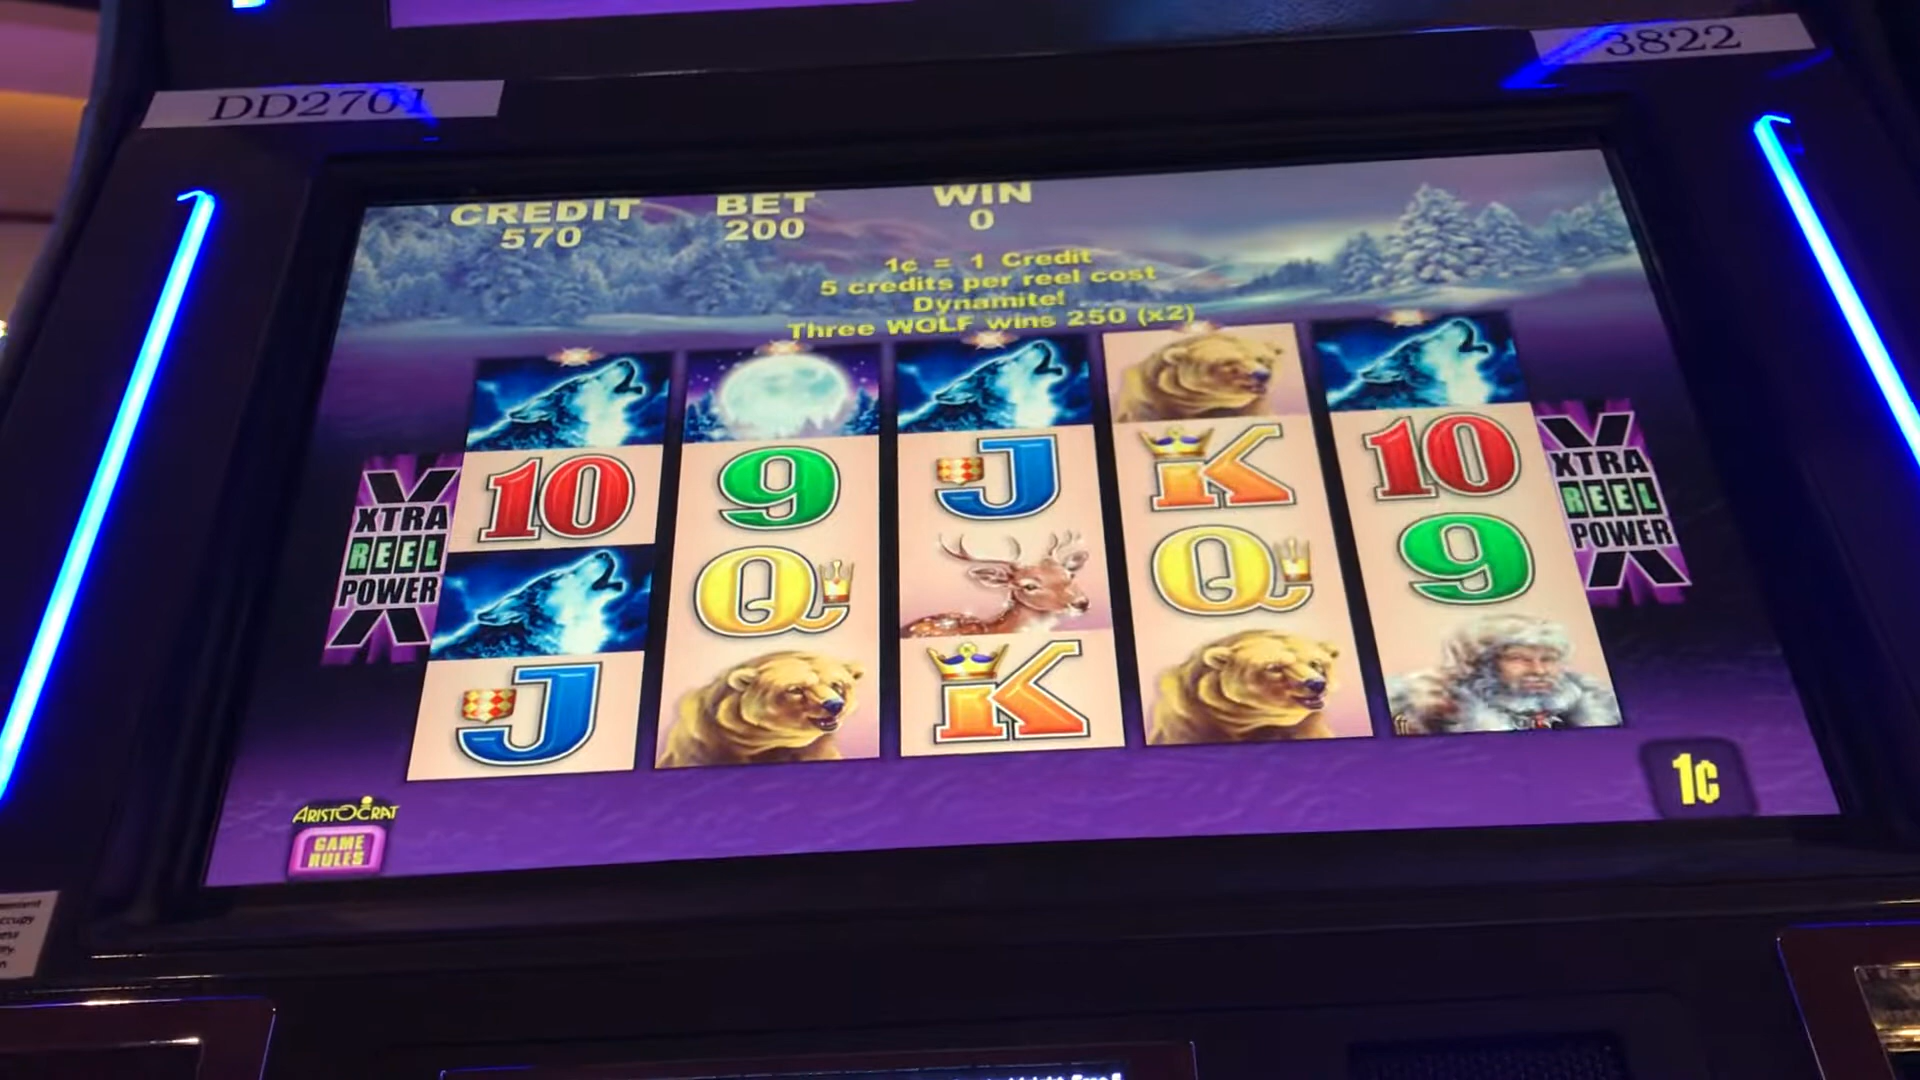 3822
DD2701
CREDIT BET WIN
570 200 0
1¢ = 1 Credit
5 credits per reel cost
Dynamite!
Three WOLF wins 250 (x2)
10 9 J K 10
Q Q 9
J K
XTRA
REEL
POWER
XTRA
REEL
POWER
1¢
ARISTOCRAT
GAME
RULES